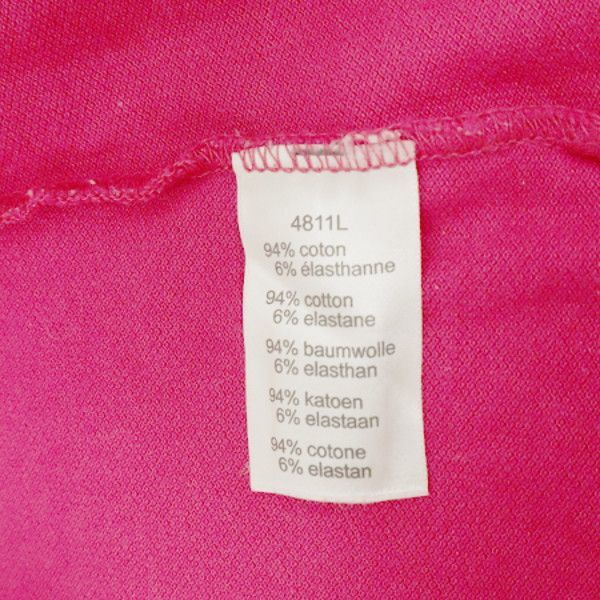 4811L
94% coton
6% élasthanne
94% cotton
6% elastane
94% baumwolle
6% elasthan
94% katoen
6% elastaan
94% cotone
6% elastan